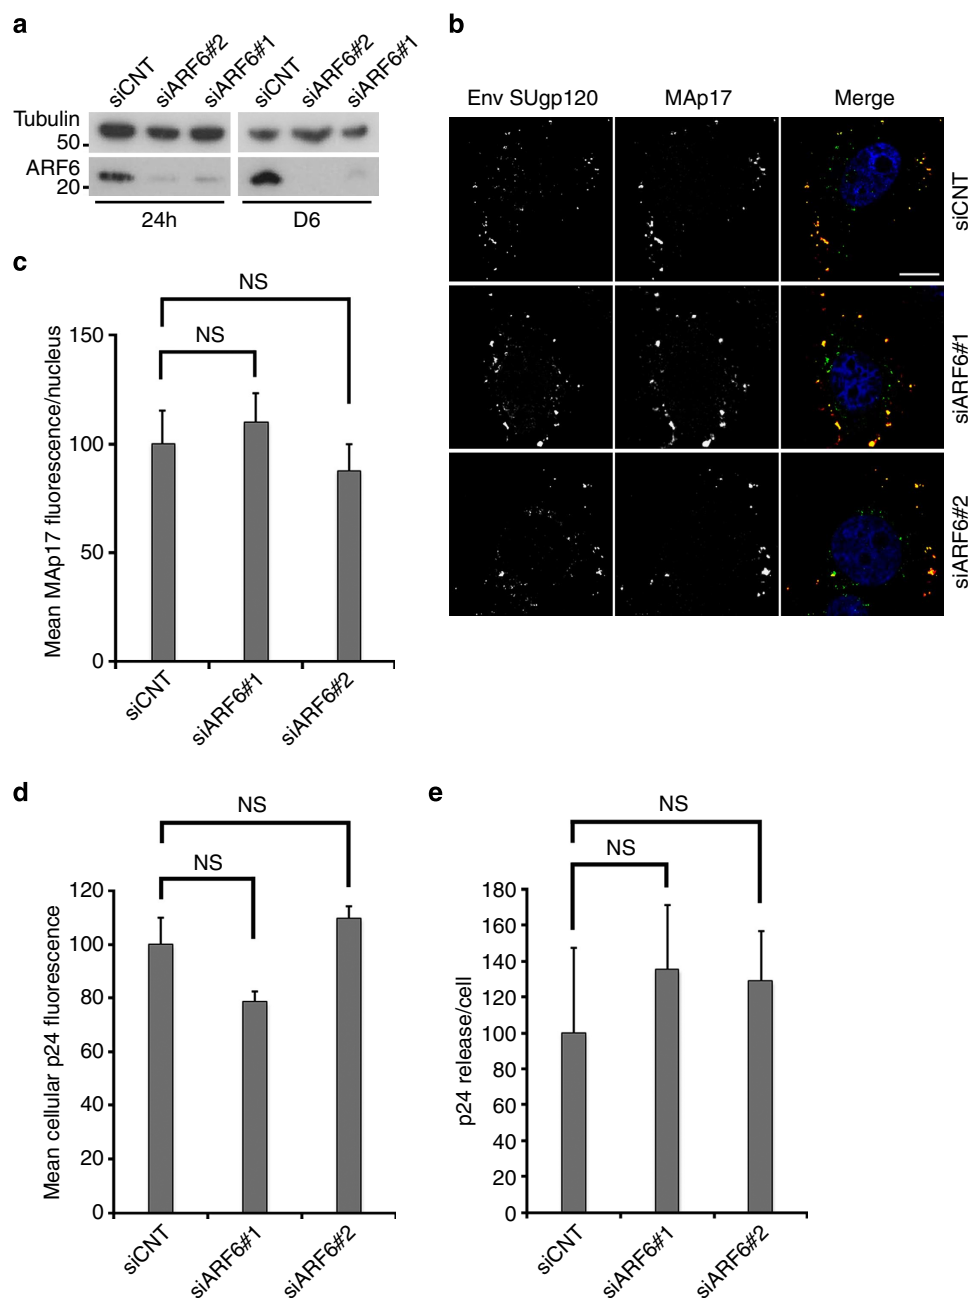 a
siCNT
siARF6#2
siARF6#1
siCNT
siARF6#2
siARF6#1
Tubulin
50
ARF6
20
24h
D6
b
Env SUgp120
MAp17
Merge
siCNT
siARF6#1
siARF6#2
c
NS
NS
Mean MAp17 fluorescence/nucleus
150
100
50
0
siCNT
siARF6#1
siARF6#2
d
NS
NS
Mean cellular p24 fluorescence
120
100
80
60
40
20
0
siCNT
siARF6#1
siARF6#2
e
NS
NS
p24 release/cell
180
160
140
120
100
80
60
40
20
0
siCNT
siARF6#1
siARF6#2